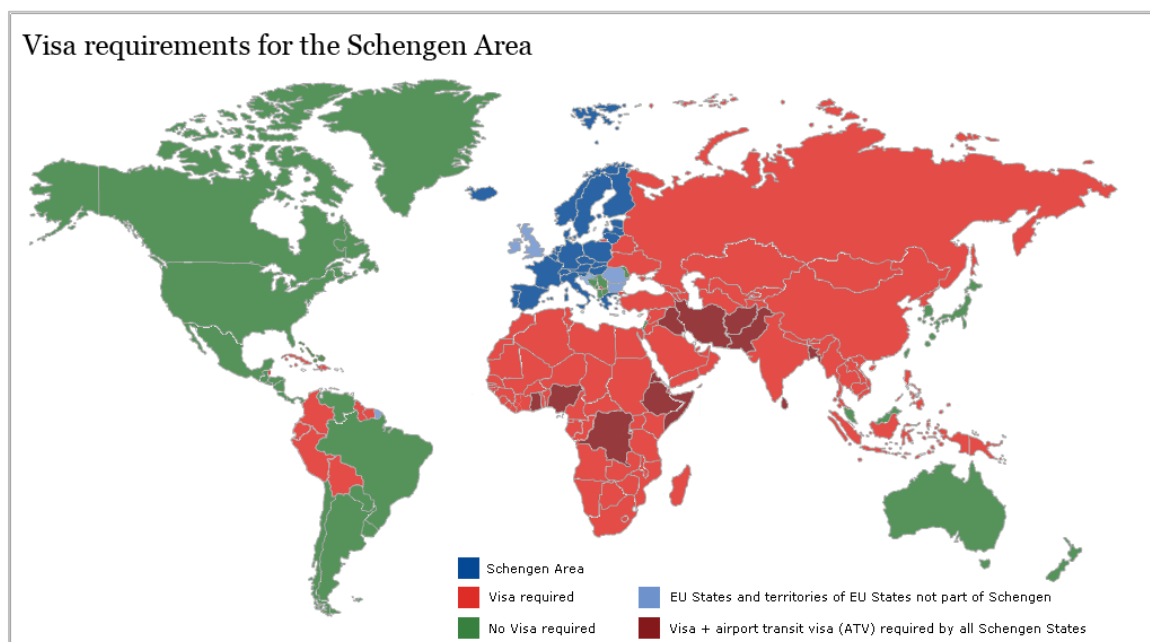 Visa requirements for the Schengen Area
Schengen Area
Visa required
EU States and territories of EU States not part of Schengen
No Visa required
Visa + airport transit visa (ATV) required by all Schengen States